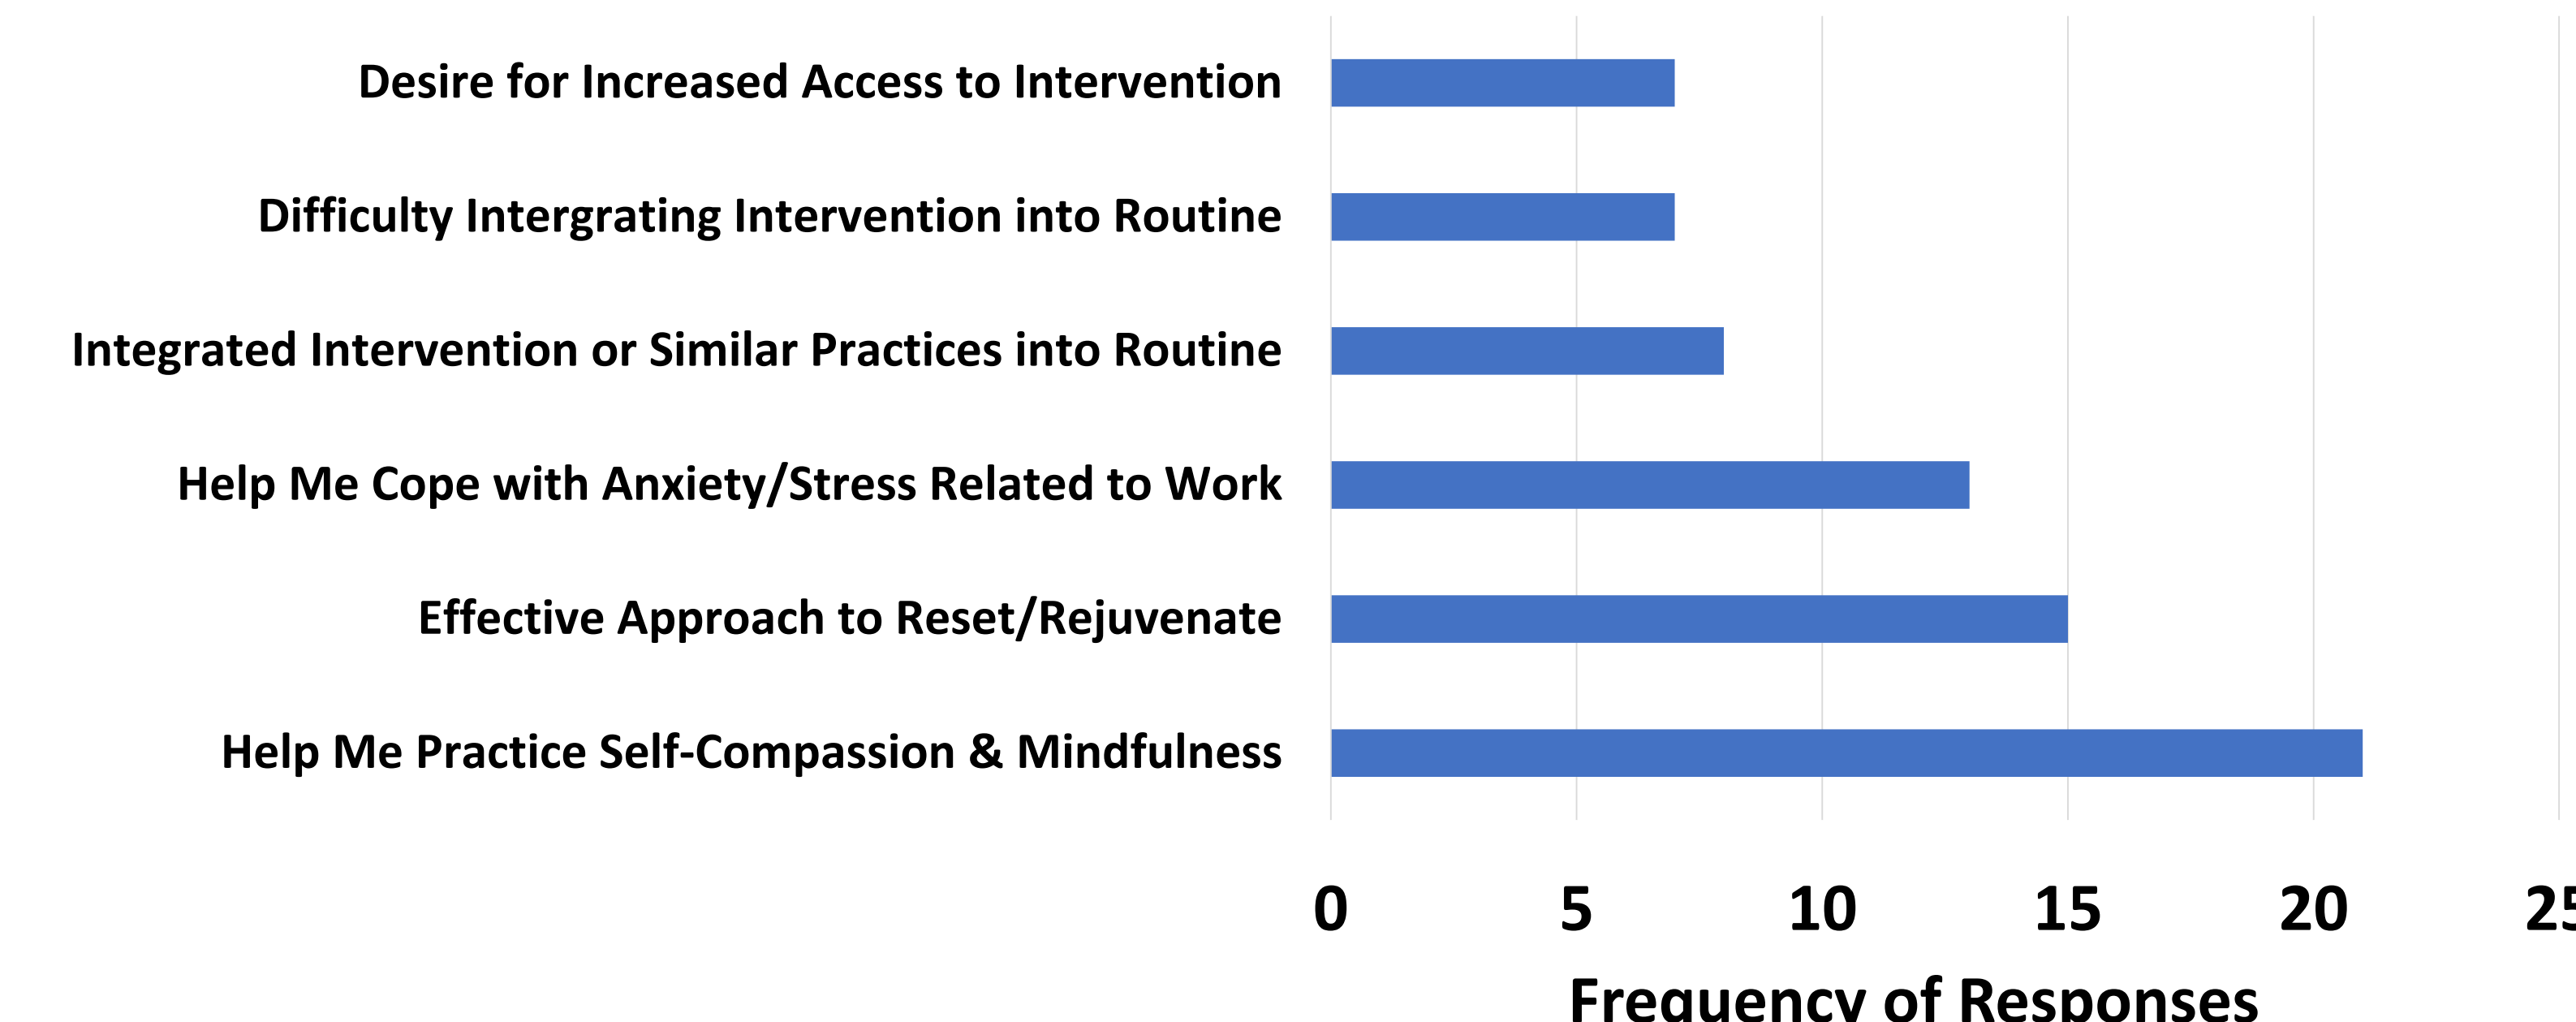 Desire for Increased Access to Intervention
Difficulty Intergrating Intervention into Routine
Integrated Intervention or Similar Practices into Routine
Help Me Cope with Anxiety/Stress Related to Work
Effective Approach to Reset/Rejuvenate
Help Me Practice Self-Compassion & Mindfulness
0 5 10 15 20 25
Frequency of Responses